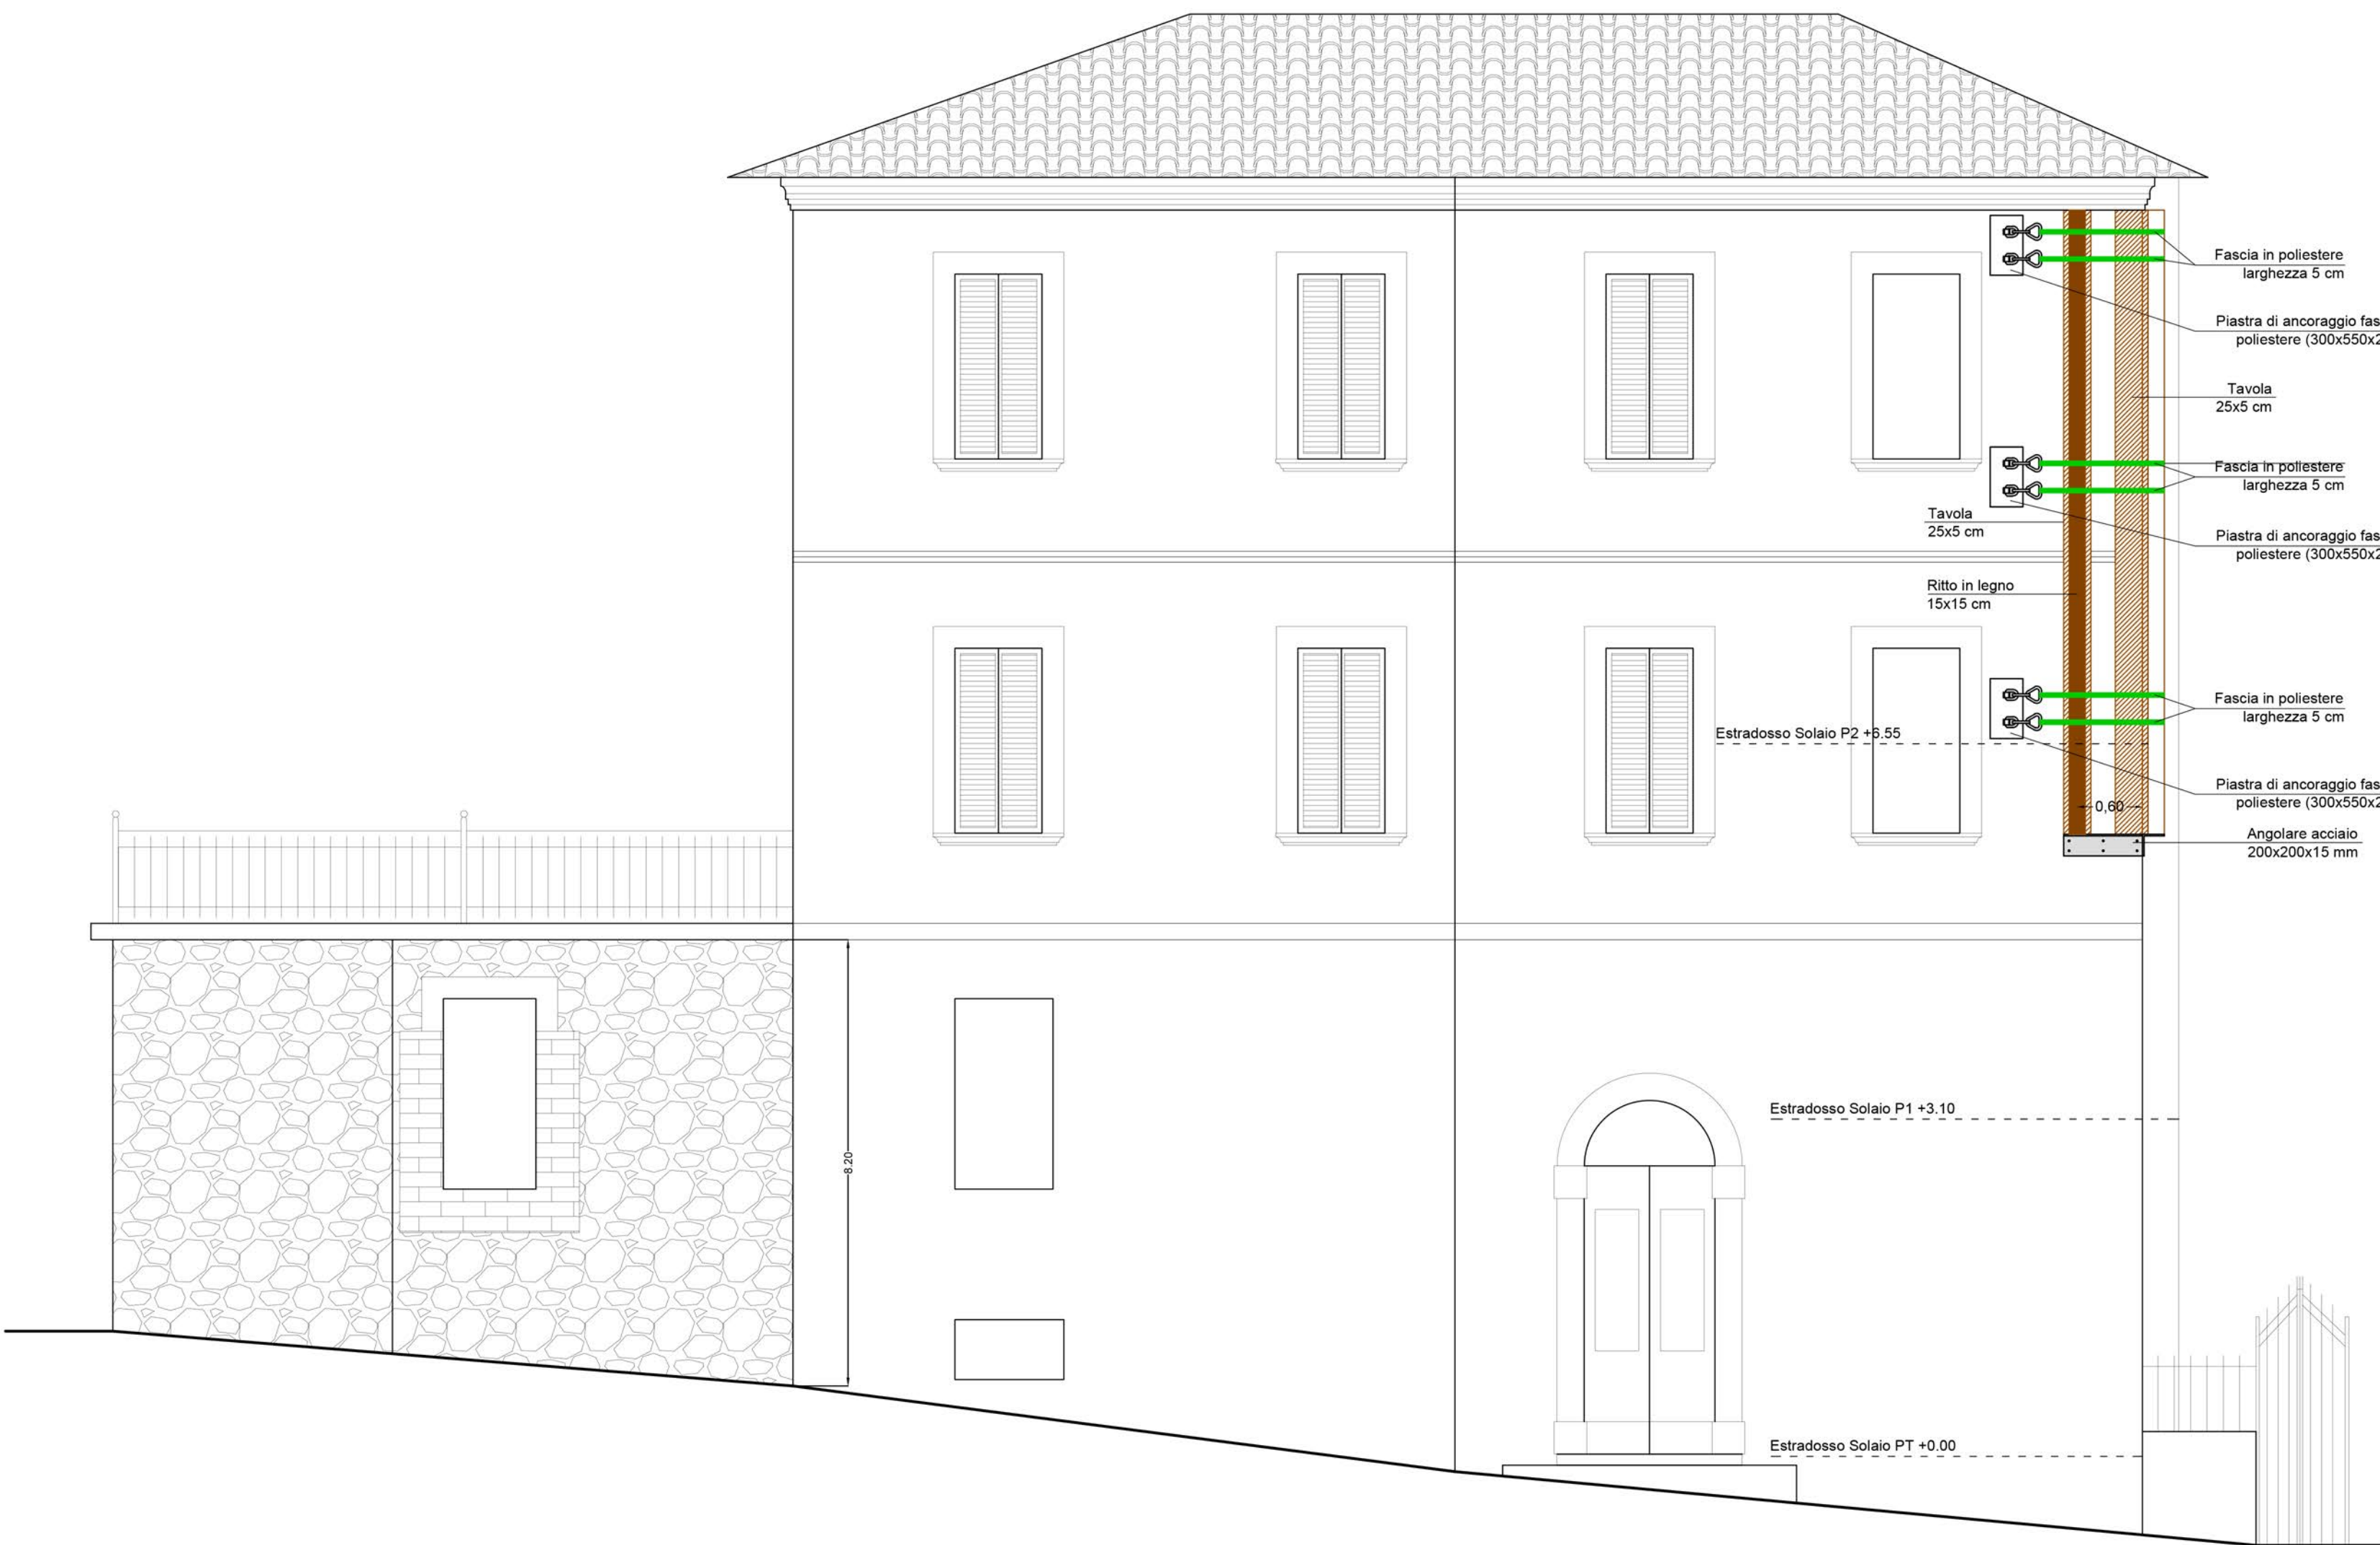 Fascia in poliestere
larghezza 5 cm
Piastra di ancoraggio fas
poliestere (300x550x2
Tavola
25x5 cm
Fascia in poliestere
larghezza 5 cm
Tavola
25x5 cm
Piastra di ancoraggio fas
poliestere (300x550x2
Ritto in legno
15x15 cm
Fascia in poliestere
larghezza 5 cm
Estradosso Solaio P2 +6.55
Piastra di ancoraggio fas
poliestere (300x550x2
0,60
Angolare acciaio
200x200x15 mm
8.20
Estradosso Solaio P1 +3.10
Estradosso Solaio PT +0.00